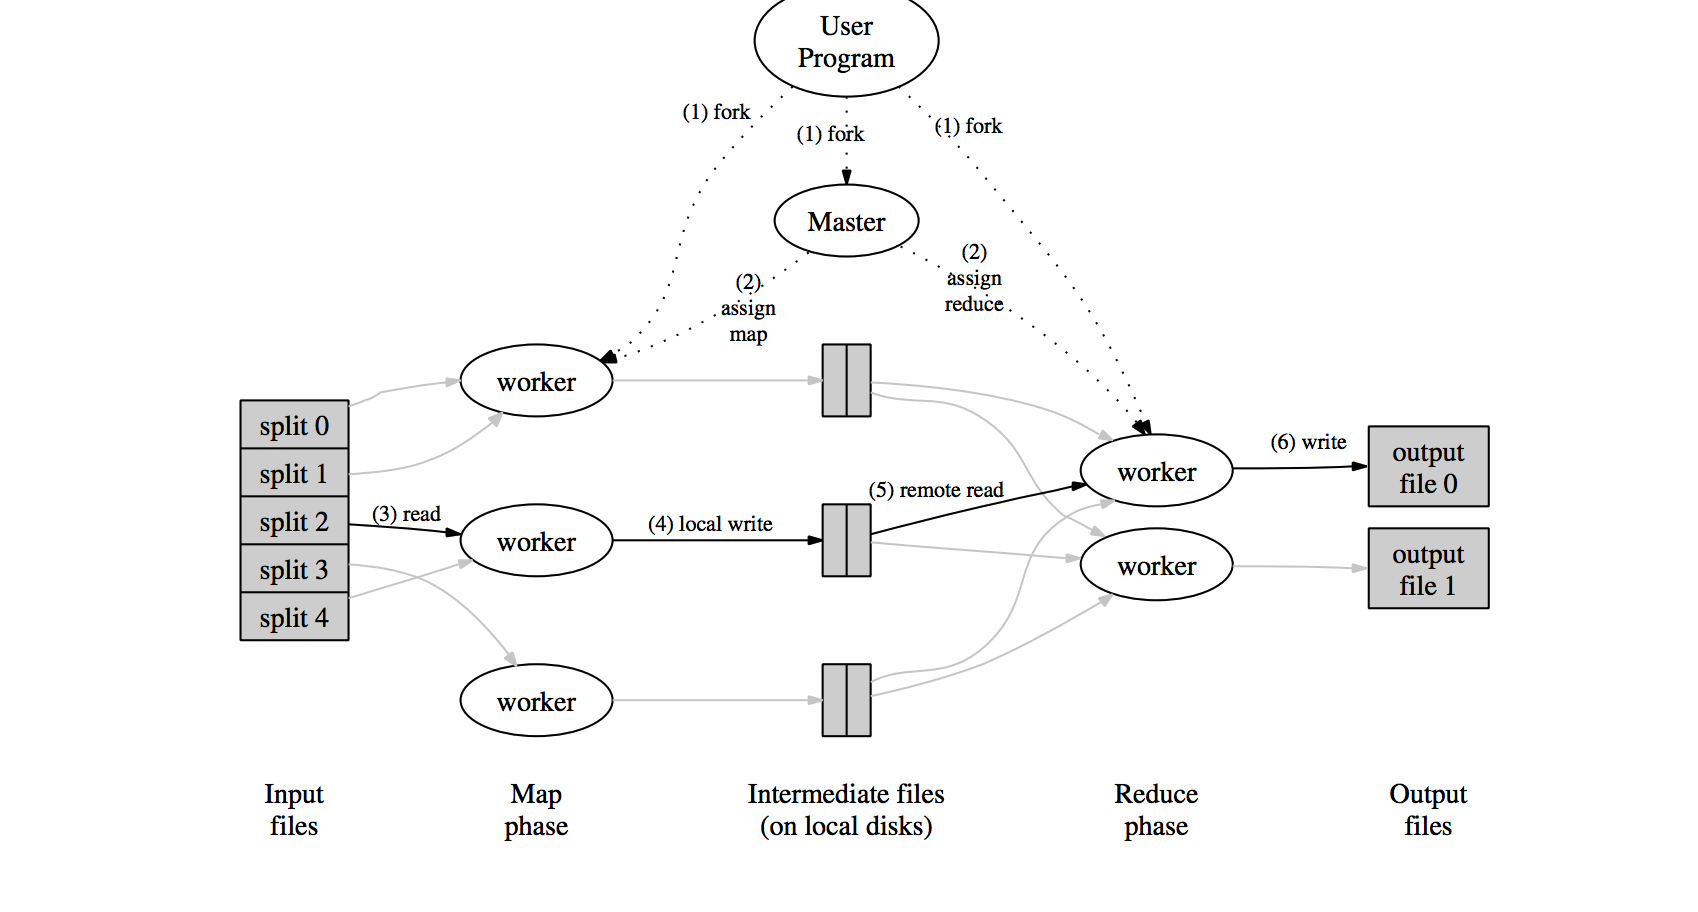 User
Program
(1) fork
(1) fork
(1) fork
Master
(2)
assign
map
(2)
assign
reduce
worker
split 0
split 1
split 2
split 3
split 4
(3) read
worker
(4) local write
(5) remote read
worker
(6) write
output
file 0
worker
output
file 1
worker
Input
files
Map
phase
Intermediate files
(on local disks)
Reduce
phase
Output
files